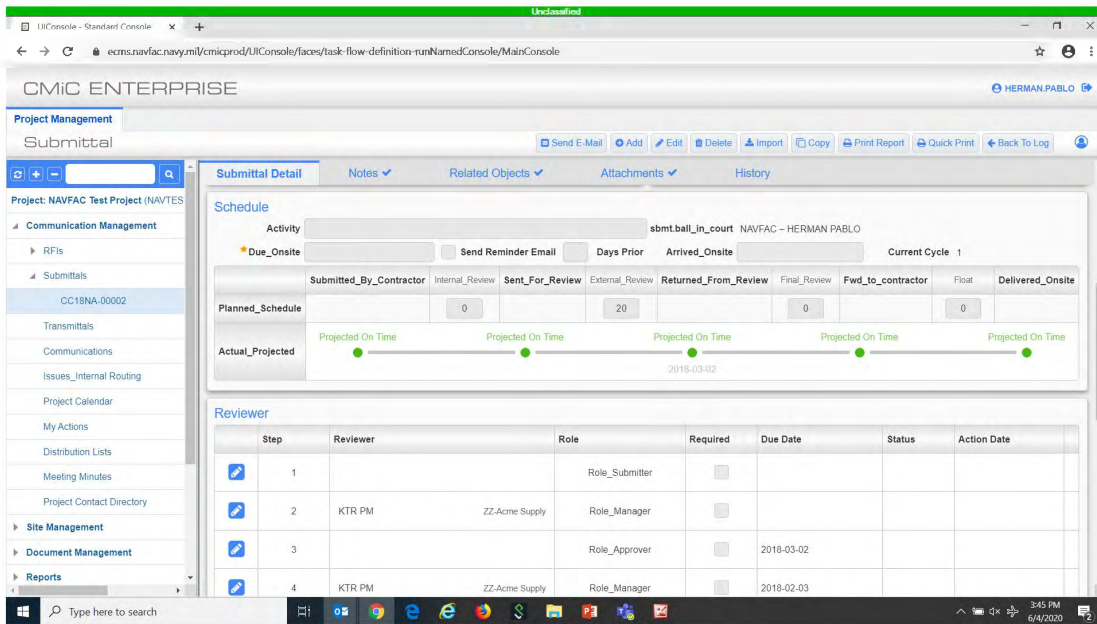 Unclassified
UIConsole - Standard Console
ecms.navfac.navy.mil/cmicprod/UIConsole/faces/task-flow-definition-runNamedConsole/MainConsole
CMiC ENTERPRISE
HERMAN.PABLO
Project Management
Submittal
Send E-Mail Add Edit Delete Import Copy Print Report Quick Print Back To Log
Submittal Detail Notes Related Objects Attachments History
Project: NAVFAC Test Project (NAVTES
Communication Management
RFIs
Submittals
CC18NA-00002
Transmittals
Communications
Issues_Internal Routing
Project Calendar
My Actions
Distribution Lists
Meeting Minutes
Project Contact Directory
Site Management
Document Management
Reports
Schedule
Activity sbmt.ball_in_court NAVFAC – HERMAN PABLO
*Due_Onsite Send Reminder Email Days Prior Arrived_Onsite Current Cycle 1
Submitted_By_Contractor Internal_Review Sent_For_Review External_Review Returned_From_Review Final_Review Fwd_to_contractor Float Delivered_Onsite
Planned_Schedule 0 20 0 0
Projected On Time Projected On Time Projected On Time Projected On Time Projected On Time
Actual_Projected
2018-03-02
Reviewer
Step Reviewer Role Required Due Date Status Action Date
1 Role_Submitter
2 KTR PM ZZ-Acme Supply Role_Manager
3 Role_Approver 2018-03-02
4 KTR PM ZZ-Acme Supply Role_Manager 2018-02-03
Type here to search
3:45 PM
6/4/2020
2